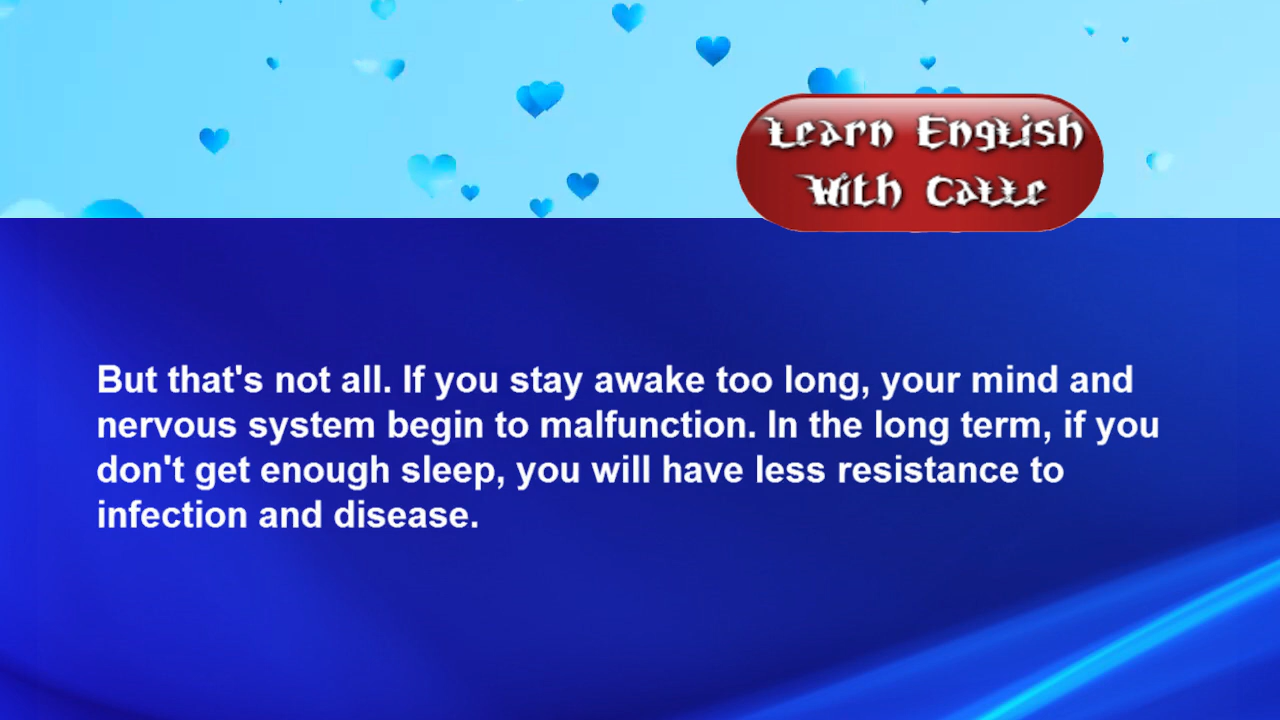 Learn English
With Calle
But that's not all. If you stay awake too long, your mind and
nervous system begin to malfunction. In the long term, if you
don't get enough sleep, you will have less resistance to
infection and disease.